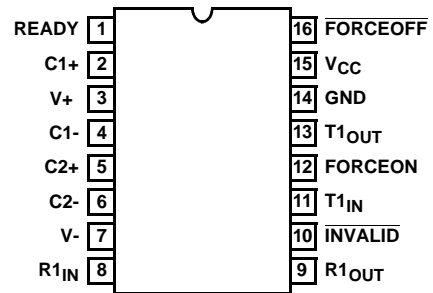 READY 1 16 FORCEOFF
C1+ 2 15 VCC
V+ 3 14 GND
C1- 4 13 T1OUT
C2+ 5 12 FORCEON
C2- 6 11 T1IN
V- 7 10 INVALID
R1IN 8 9 R1OUT